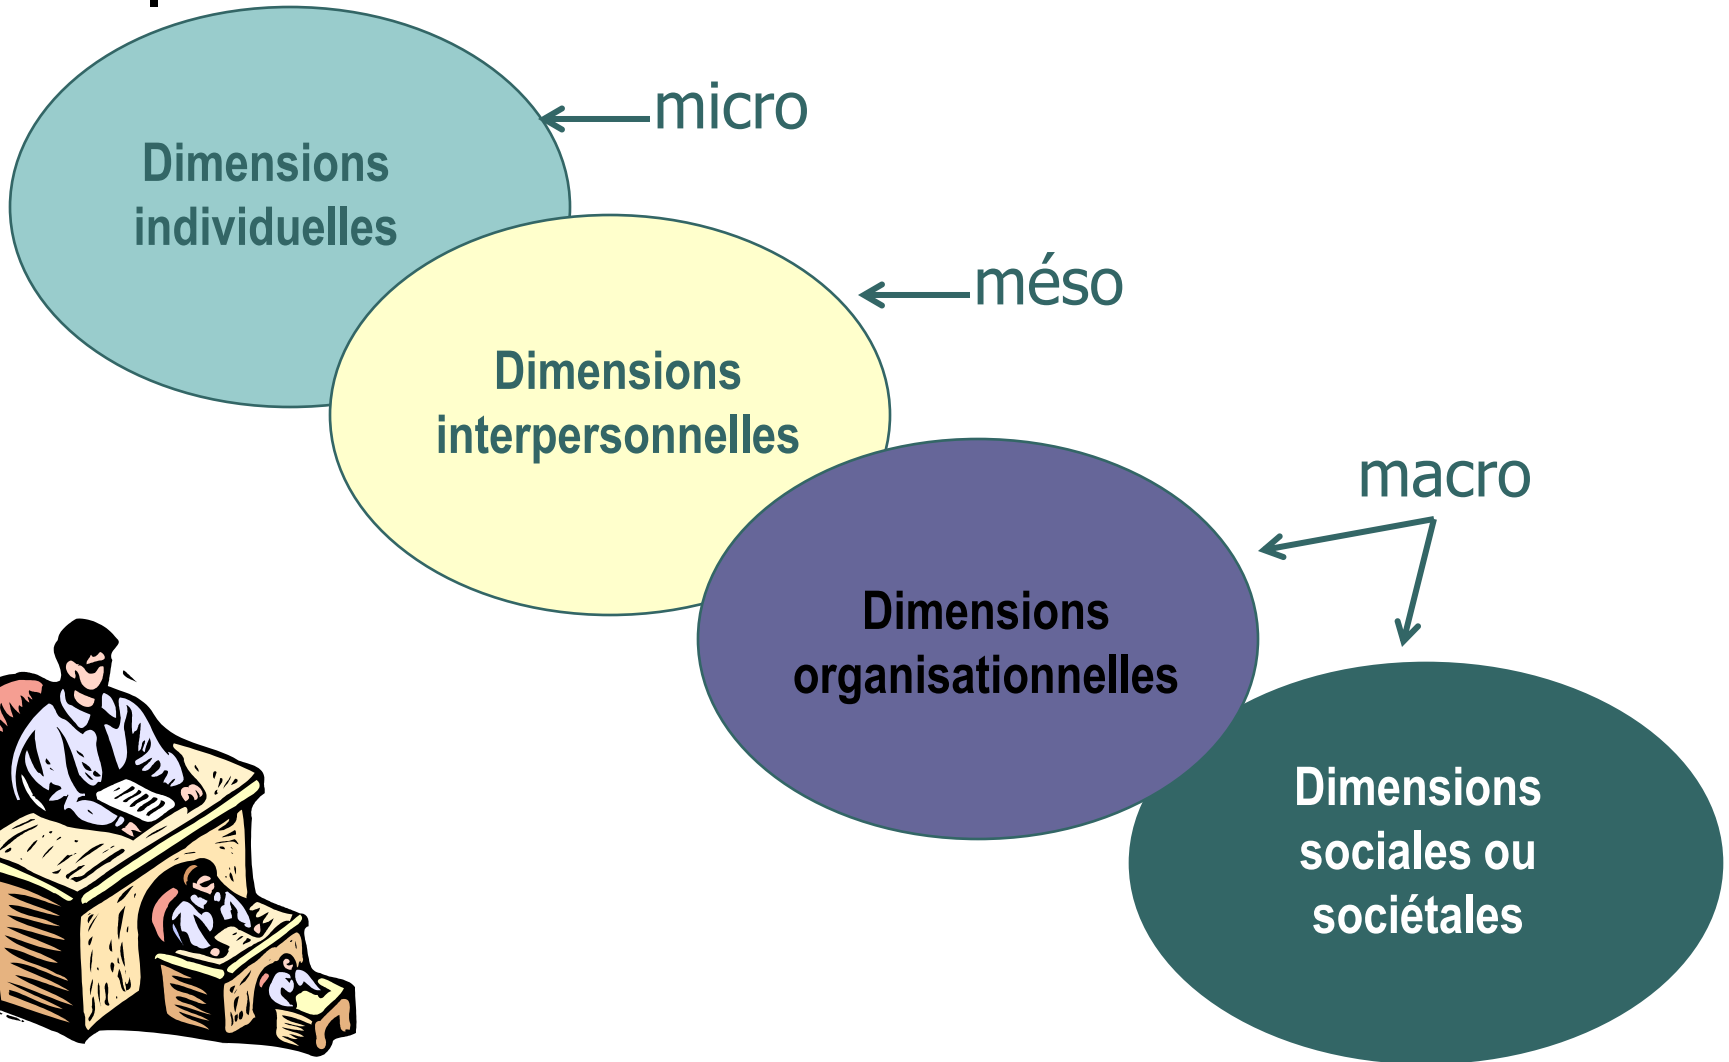 micro
Dimensions
individuelles
méso
Dimensions
interpersonnelles
macro
Dimensions
organisationnelles
Dimensions
sociales ou
sociétales